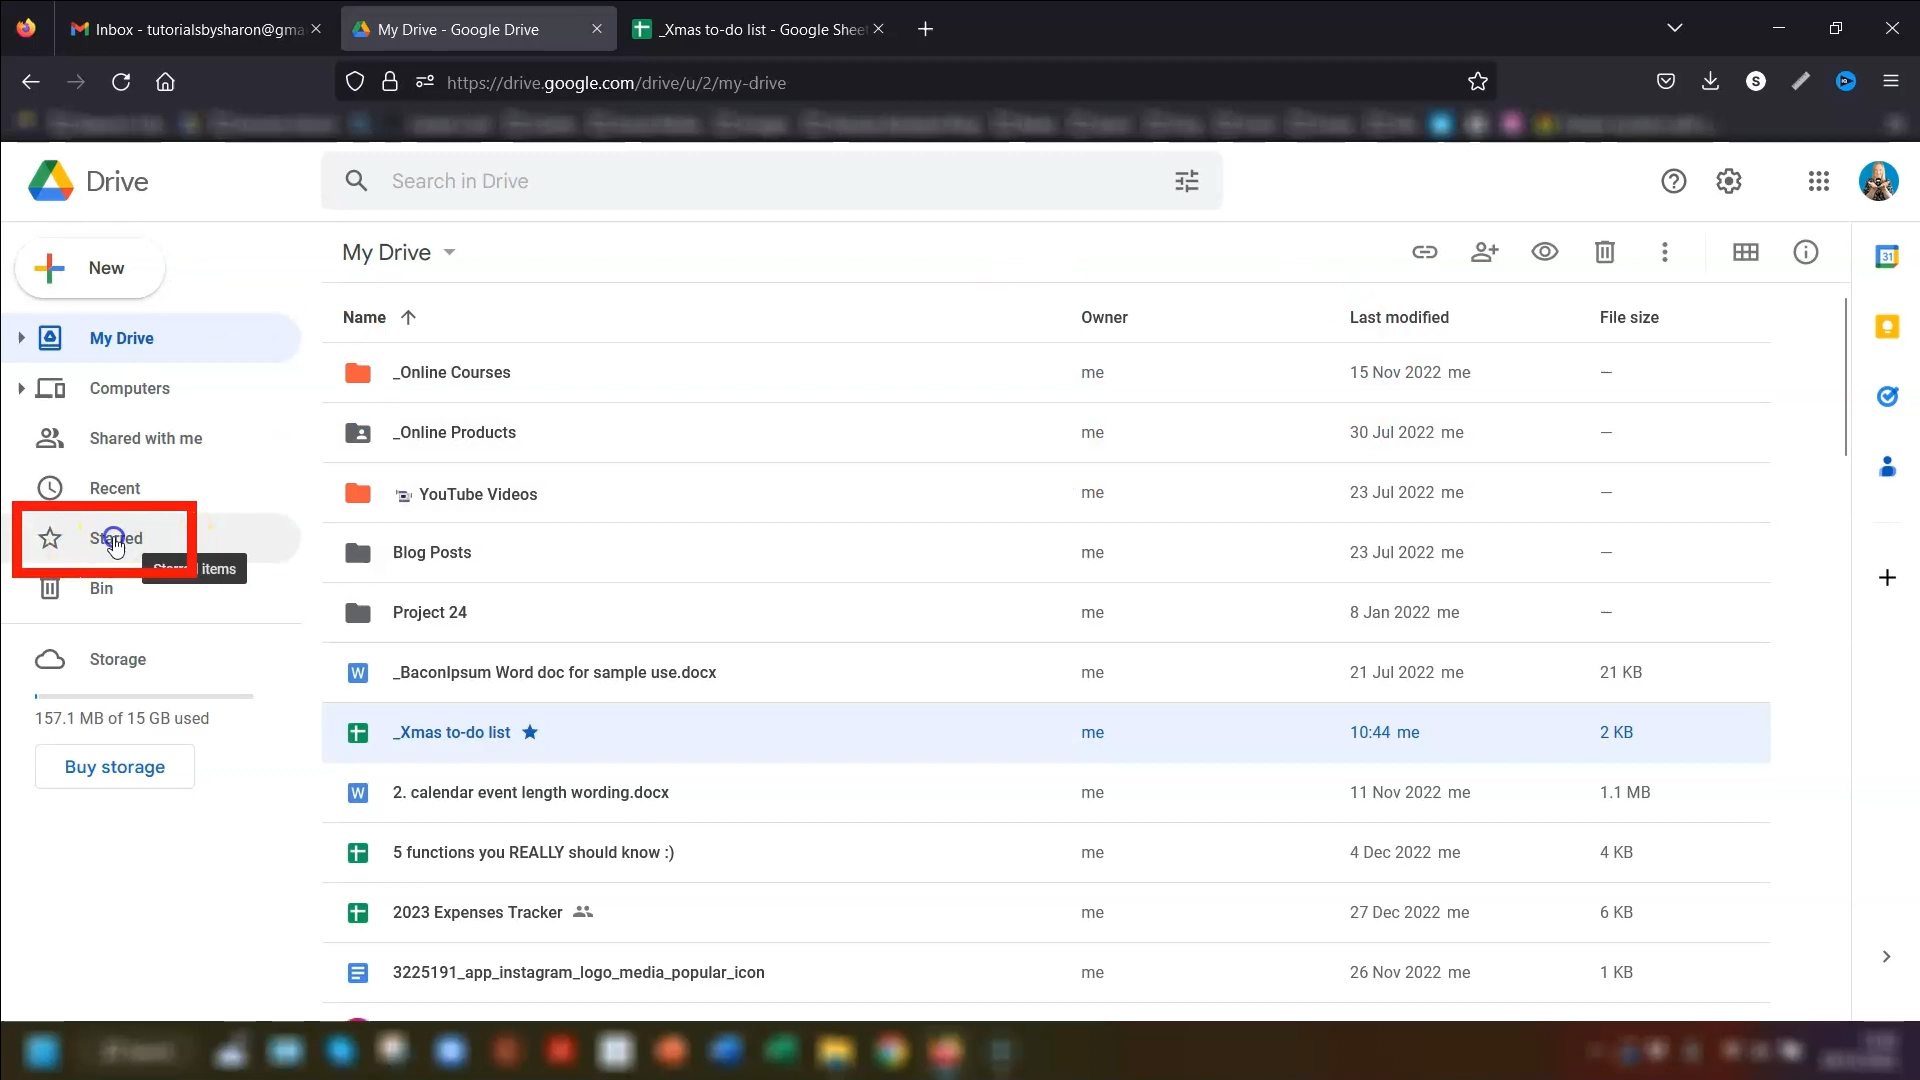 Inbox - tutorialsbysharon@gma
My Drive - Google Drive
_Xmas to-do list - Google Sheet
https://drive.google.com/drive/u/2/my-drive
S
Drive
Search in Drive
New
My Drive
31
Name
Owner
Last modified
File size
My Drive
Computers
Shared with me
Recent
Starred
items
Bin
Storage
157.1 MB of 15 GB used
Buy storage
_Online Courses me 15 Nov 2022 me —
_Online Products me 30 Jul 2022 me —
YouTube Videos me 23 Jul 2022 me —
Blog Posts me 23 Jul 2022 me —
Project 24 me 8 Jan 2022 me —
W _BaconIpsum Word doc for sample use.docx me 21 Jul 2022 me 21 KB
_Xmas to-do list me 10:44 me 2 KB
W 2. calendar event length wording.docx me 11 Nov 2022 me 1.1 MB
5 functions you REALLY should know :) me 4 Dec 2022 me 4 KB
2023 Expenses Tracker me 27 Dec 2022 me 6 KB
3225191_app_instagram_logo_media_popular_icon me 26 Nov 2022 me 1 KB